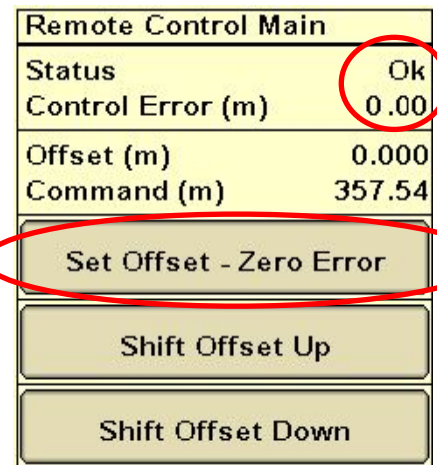 Remote Control Main
Status Ok
Control Error (m) 0.00
Offset (m) 0.000
Command (m) 357.54
Set Offset - Zero Error
Shift Offset Up
Shift Offset Down